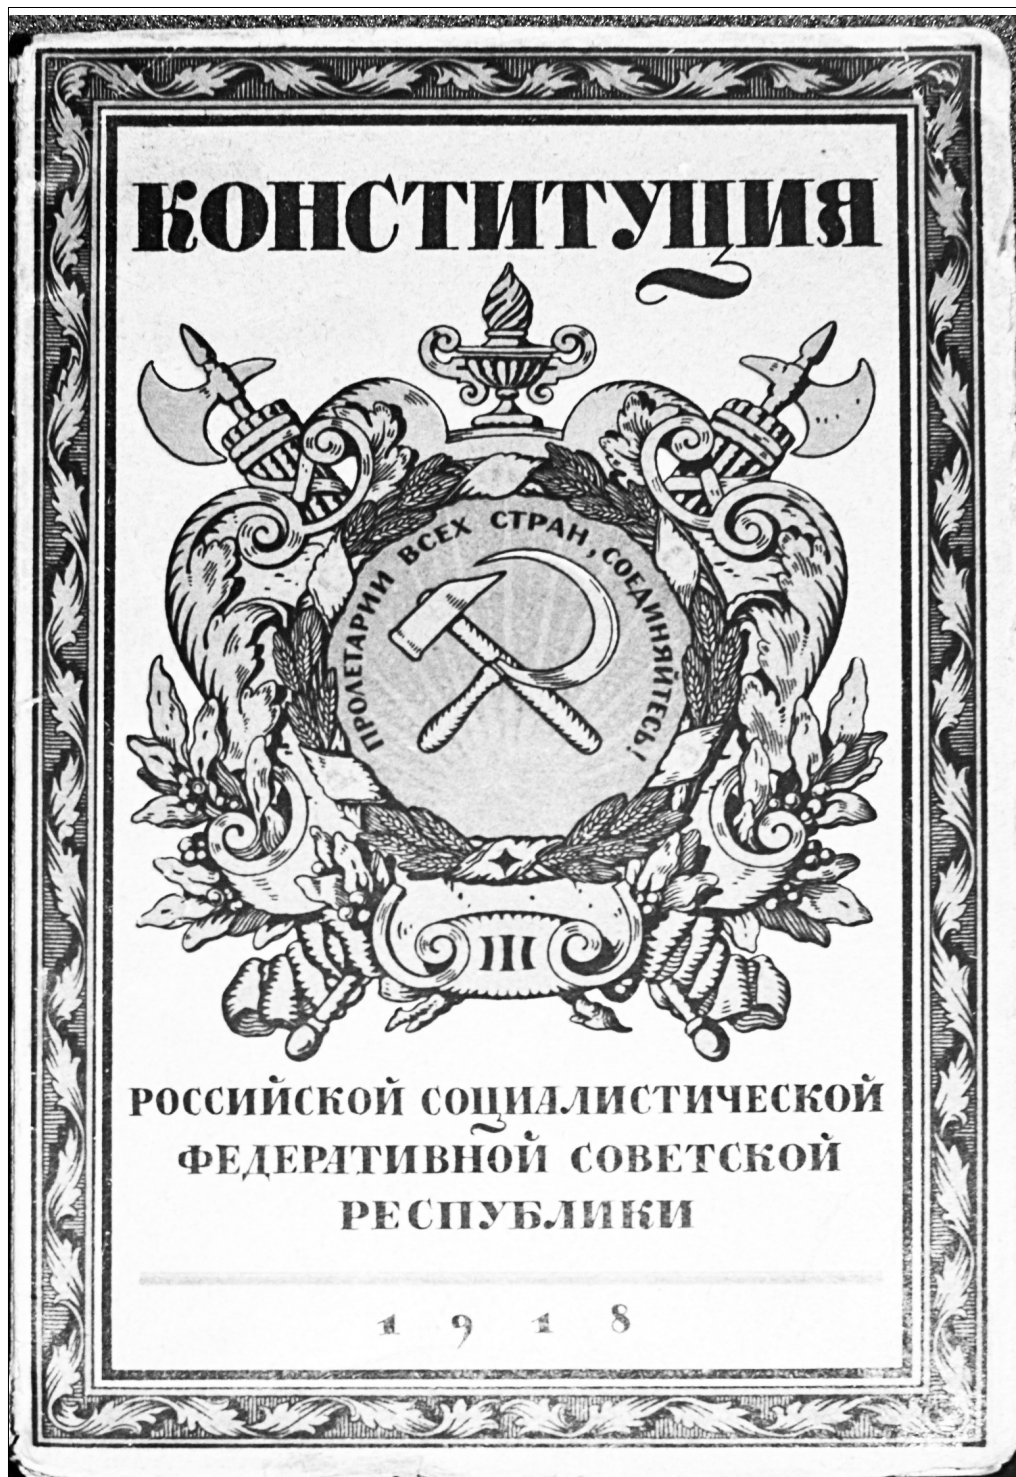 КОНСТИТУЦИЯ
ПРОЛЕТАРИИ ВСЕХ СТРАН, СОЕДИНЯЙТЕСЬ!
III
РОССИЙСКОЙ СОЦИАЛИСТИЧЕСКОЙ
ФЕДЕРАТИВНОЙ СОВЕТСКОЙ
РЕСПУБЛИКИ
1918